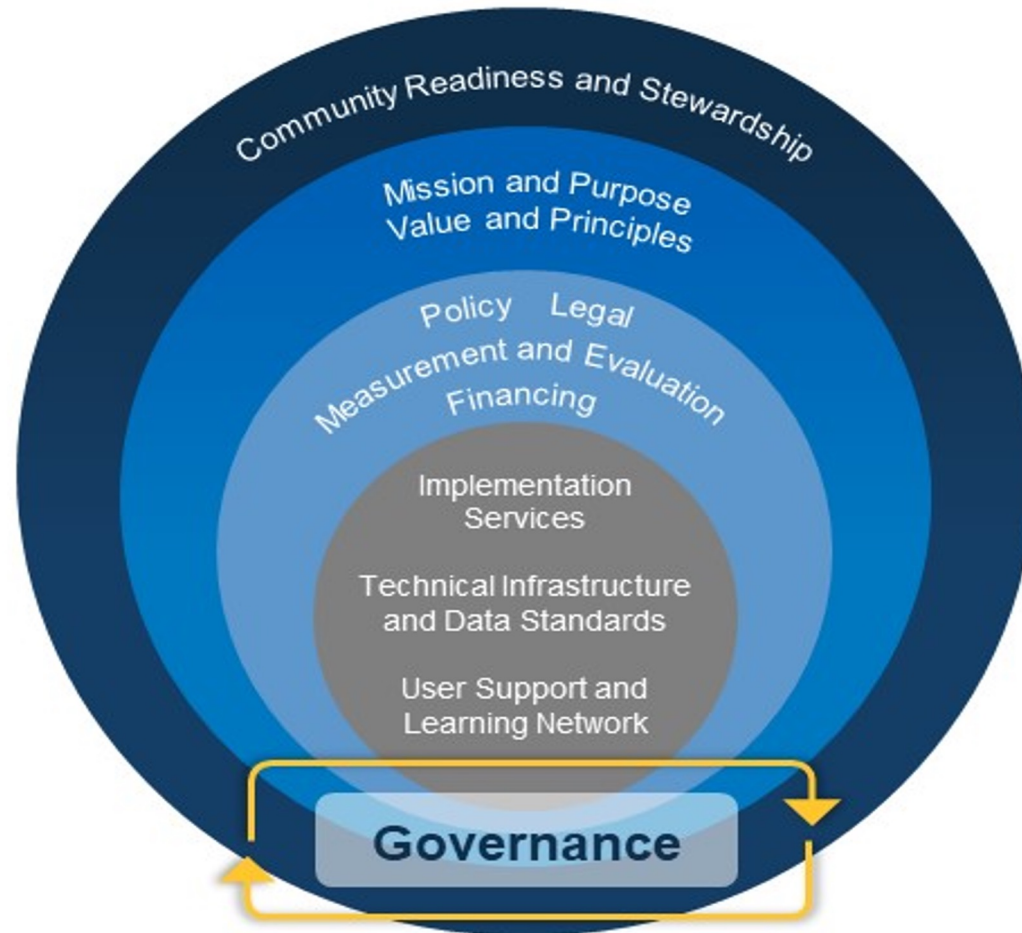 Community Readiness and Stewardship
Mission and Purpose
Value and Principles
Policy Legal
Measurement and Evaluation
Financing
Implementation
Services
Technical Infrastructure
and Data Standards
User Support and
Learning Network
Governance